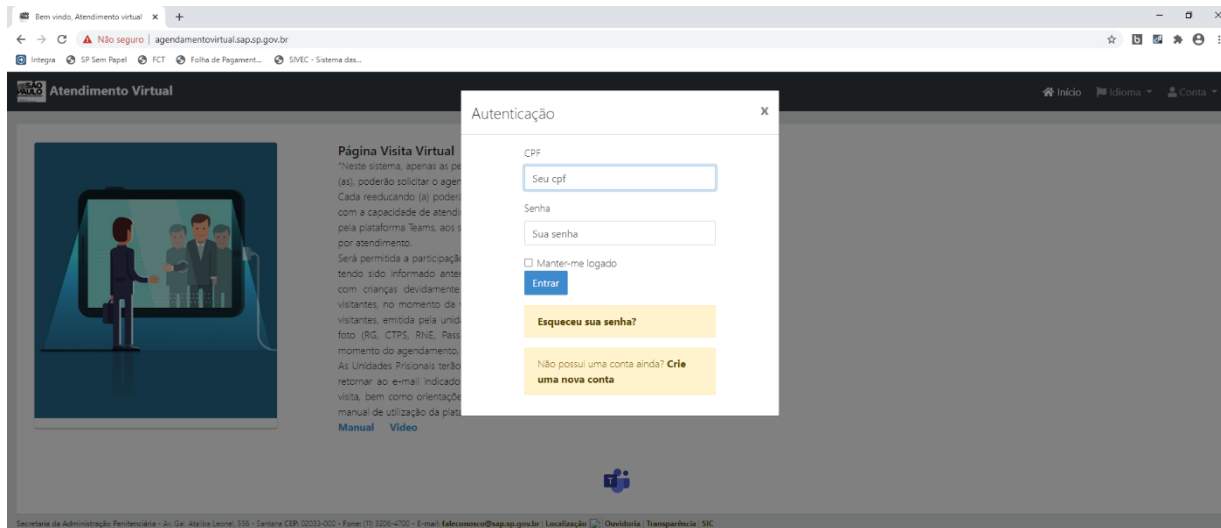 Bem vindo, Atendimento virtual
Não seguro | agendamentovirtual.sap.sp.gov.br
Integra SP Sem Papel FCT Folha de Pagament... SIVEC - Sistema das...
SÃO PAULO Atendimento Virtual Início Idioma Conta
Autenticação x
CPF
Seu cpf
Senha
Sua senha
Manter-me logado
Entrar
Esqueceu sua senha?
Não possui uma conta ainda? Crie
uma nova conta
Página Visita Virtual
"Neste sistema, apenas as pe
(as), poderão solicitar o agen
Cada reeducando (a) poderá
com a capacidade de atendi
pela plataforma Teams, aos s
por atendimento.
Será permitida a participaçã
tendo sido informado ante
com crianças devidamente
visitantes, no momento da
visitantes, emitida pela unid
foto (RG, CTPS, RNE, Pass
momento do agendamento,
As Unidades Prisionais terão
retornar ao e-mail indicado
visita, bem como orientaçõe
manual de utilização da plata
Manual Video
Secretaria da Administração Penitenciária - Av. Gal. Ataliba Leonel, 556 - Santana CEP: 02033-000 - Fone: (11) 3206-4700 - E-mail: faleconosco@sap.sp.gov.br | Localização | Ouvidoria | Transparência | SIC